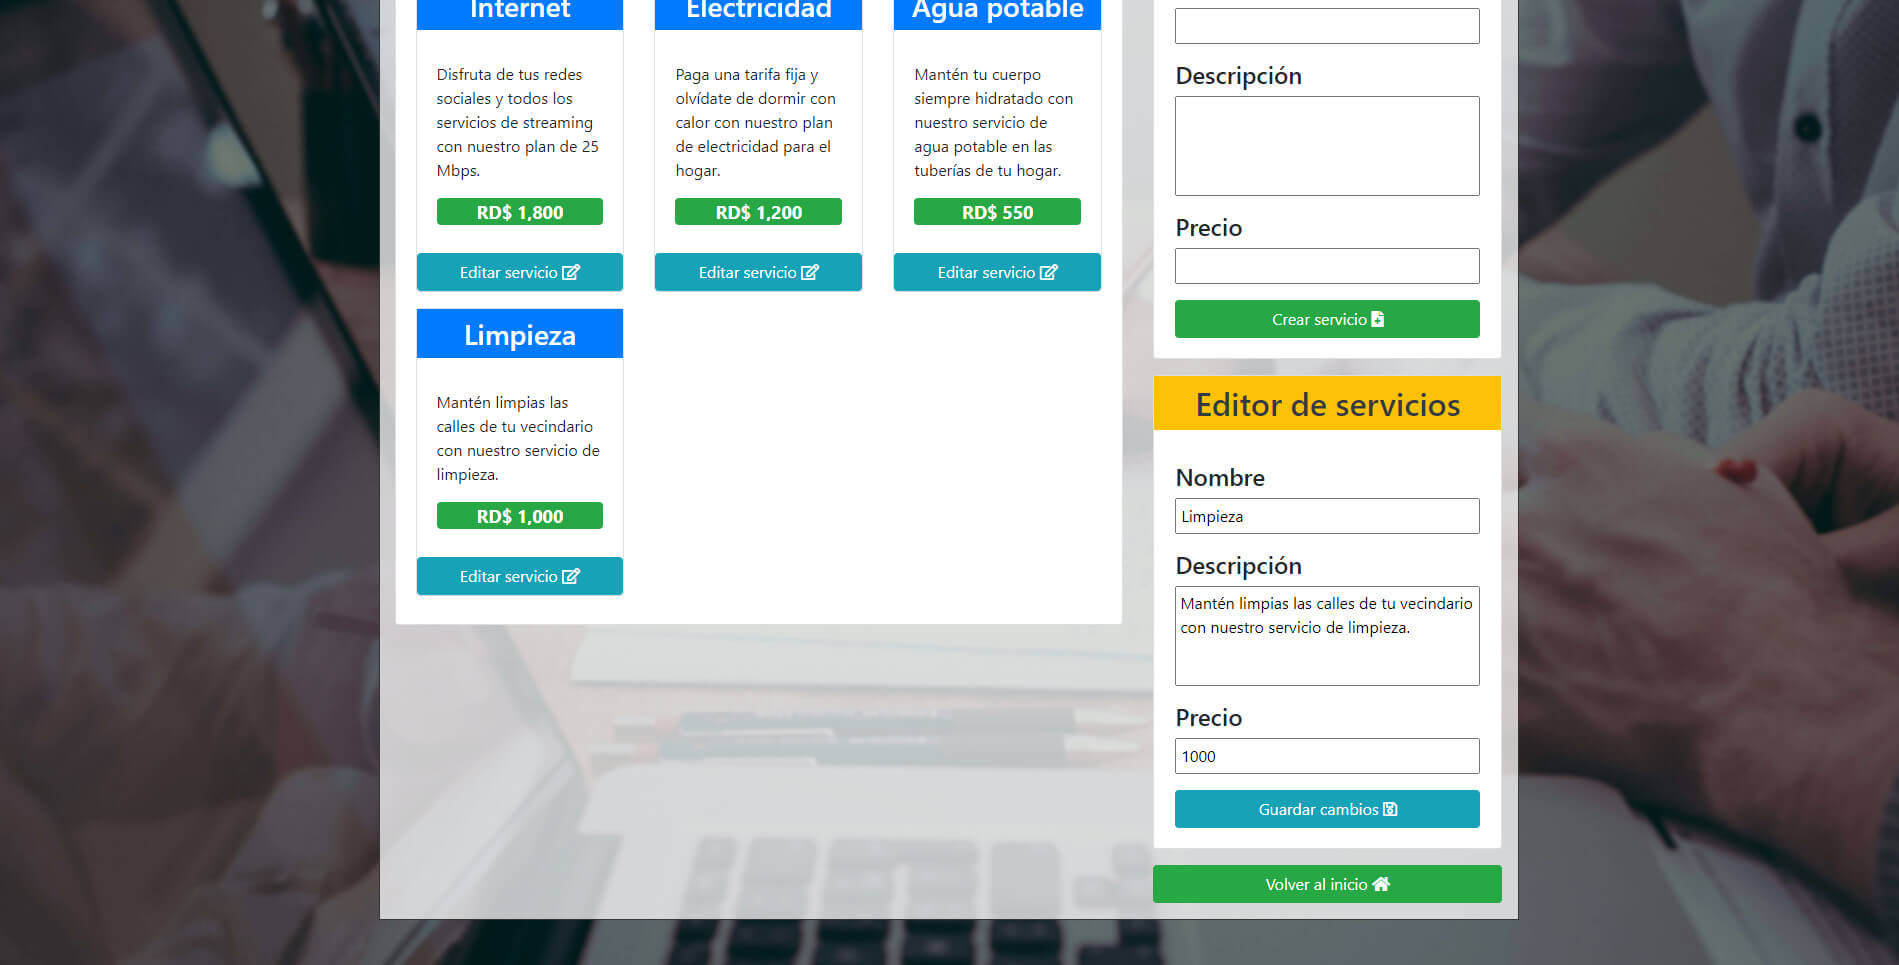 Internet
Disfruta de tus redes
sociales y todos los
servicios de streaming
con nuestro plan de 25
Mbps.
RD$ 1,800
Editar servicio
Electricidad
Paga una tarifa fija y
olvídate de dormir con
calor con nuestro plan
de electricidad para el
hogar.
RD$ 1,200
Editar servicio
Agua potable
Mantén tu cuerpo
siempre hidratado con
nuestro servicio de
agua potable en las
tuberías de tu hogar.
RD$ 550
Editar servicio
Limpieza
Mantén limpias las
calles de tu vecindario
con nuestro servicio de
limpieza.
RD$ 1,000
Editar servicio
Descripción
Precio
Crear servicio
Editor de servicios
Nombre
Limpieza
Descripción
Mantén limpias las calles de tu vecindario
con nuestro servicio de limpieza.
Precio
1000
Guardar cambios
Volver al inicio